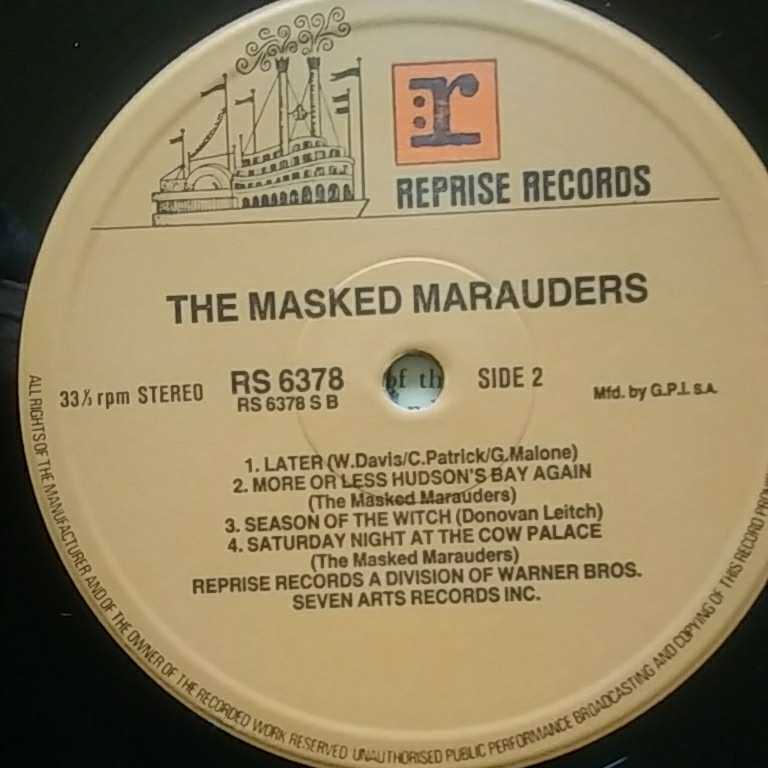 r
REPRISE RECORDS
THE MASKED MARAUDERS
33⅓ rpm STEREO
RS 6378
RS 6378 S B
of th
SIDE 2
Mfd. by G.P.I. S.A.
1. LATER (W.Davis/C.Patrick/G.Malone)
2. MORE OR LESS HUDSON'S BAY AGAIN
(The Masked Marauders)
3. SEASON OF THE WITCH (Donovan Leitch)
4. SATURDAY NIGHT AT THE COW PALACE
(The Masked Marauders)
REPRISE RECORDS A DIVISION OF WARNER BROS.
SEVEN ARTS RECORDS INC.
ALL RIGHTS OF THE MANUFACTURER AND OF THE OWNER OF THE RECORDED WORK RESERVED UNAUTHORISED PUBLIC PERFORMANCE BROADCASTING AND COPYING OF THIS RECORD PROHI